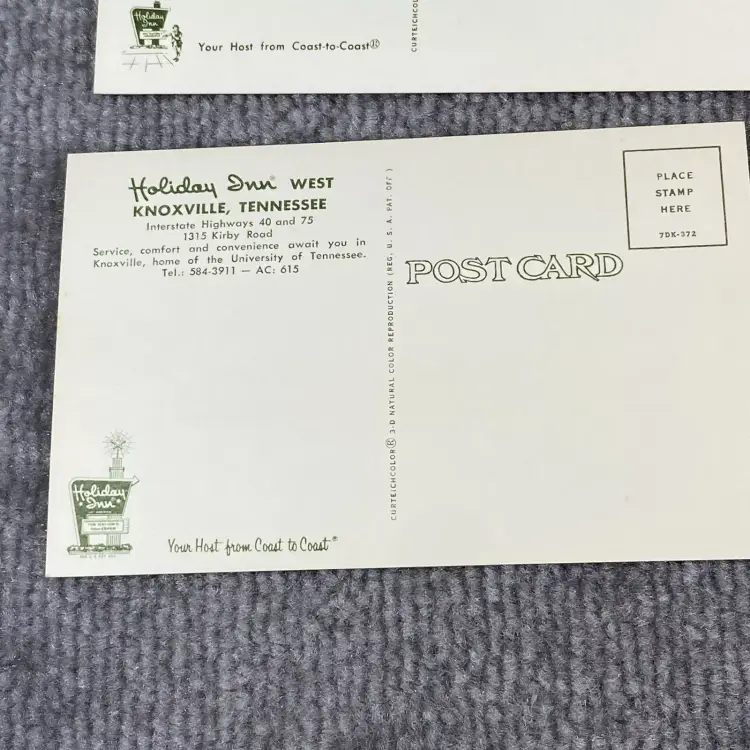 Holiday Inn
Your Host from Coast-to-Coast®
CURTEICH
Holiday Inn® WEST
KNOXVILLE, TENNESSEE
Interstate Highways 40 and 75
1315 Kirby Road
Service, comfort and convenience await you in
Knoxville, home of the University of Tennessee.
Tel.: 584-3911 — AC: 615
CURTEICHCOLOR® 3-D NATURAL COLOR REPRODUCTION (REG. U. S. A. PAT. OFF.)
POST CARD
PLACE
STAMP
HERE
7DK-372
Holiday
Inn
Your Host from Coast to Coast®